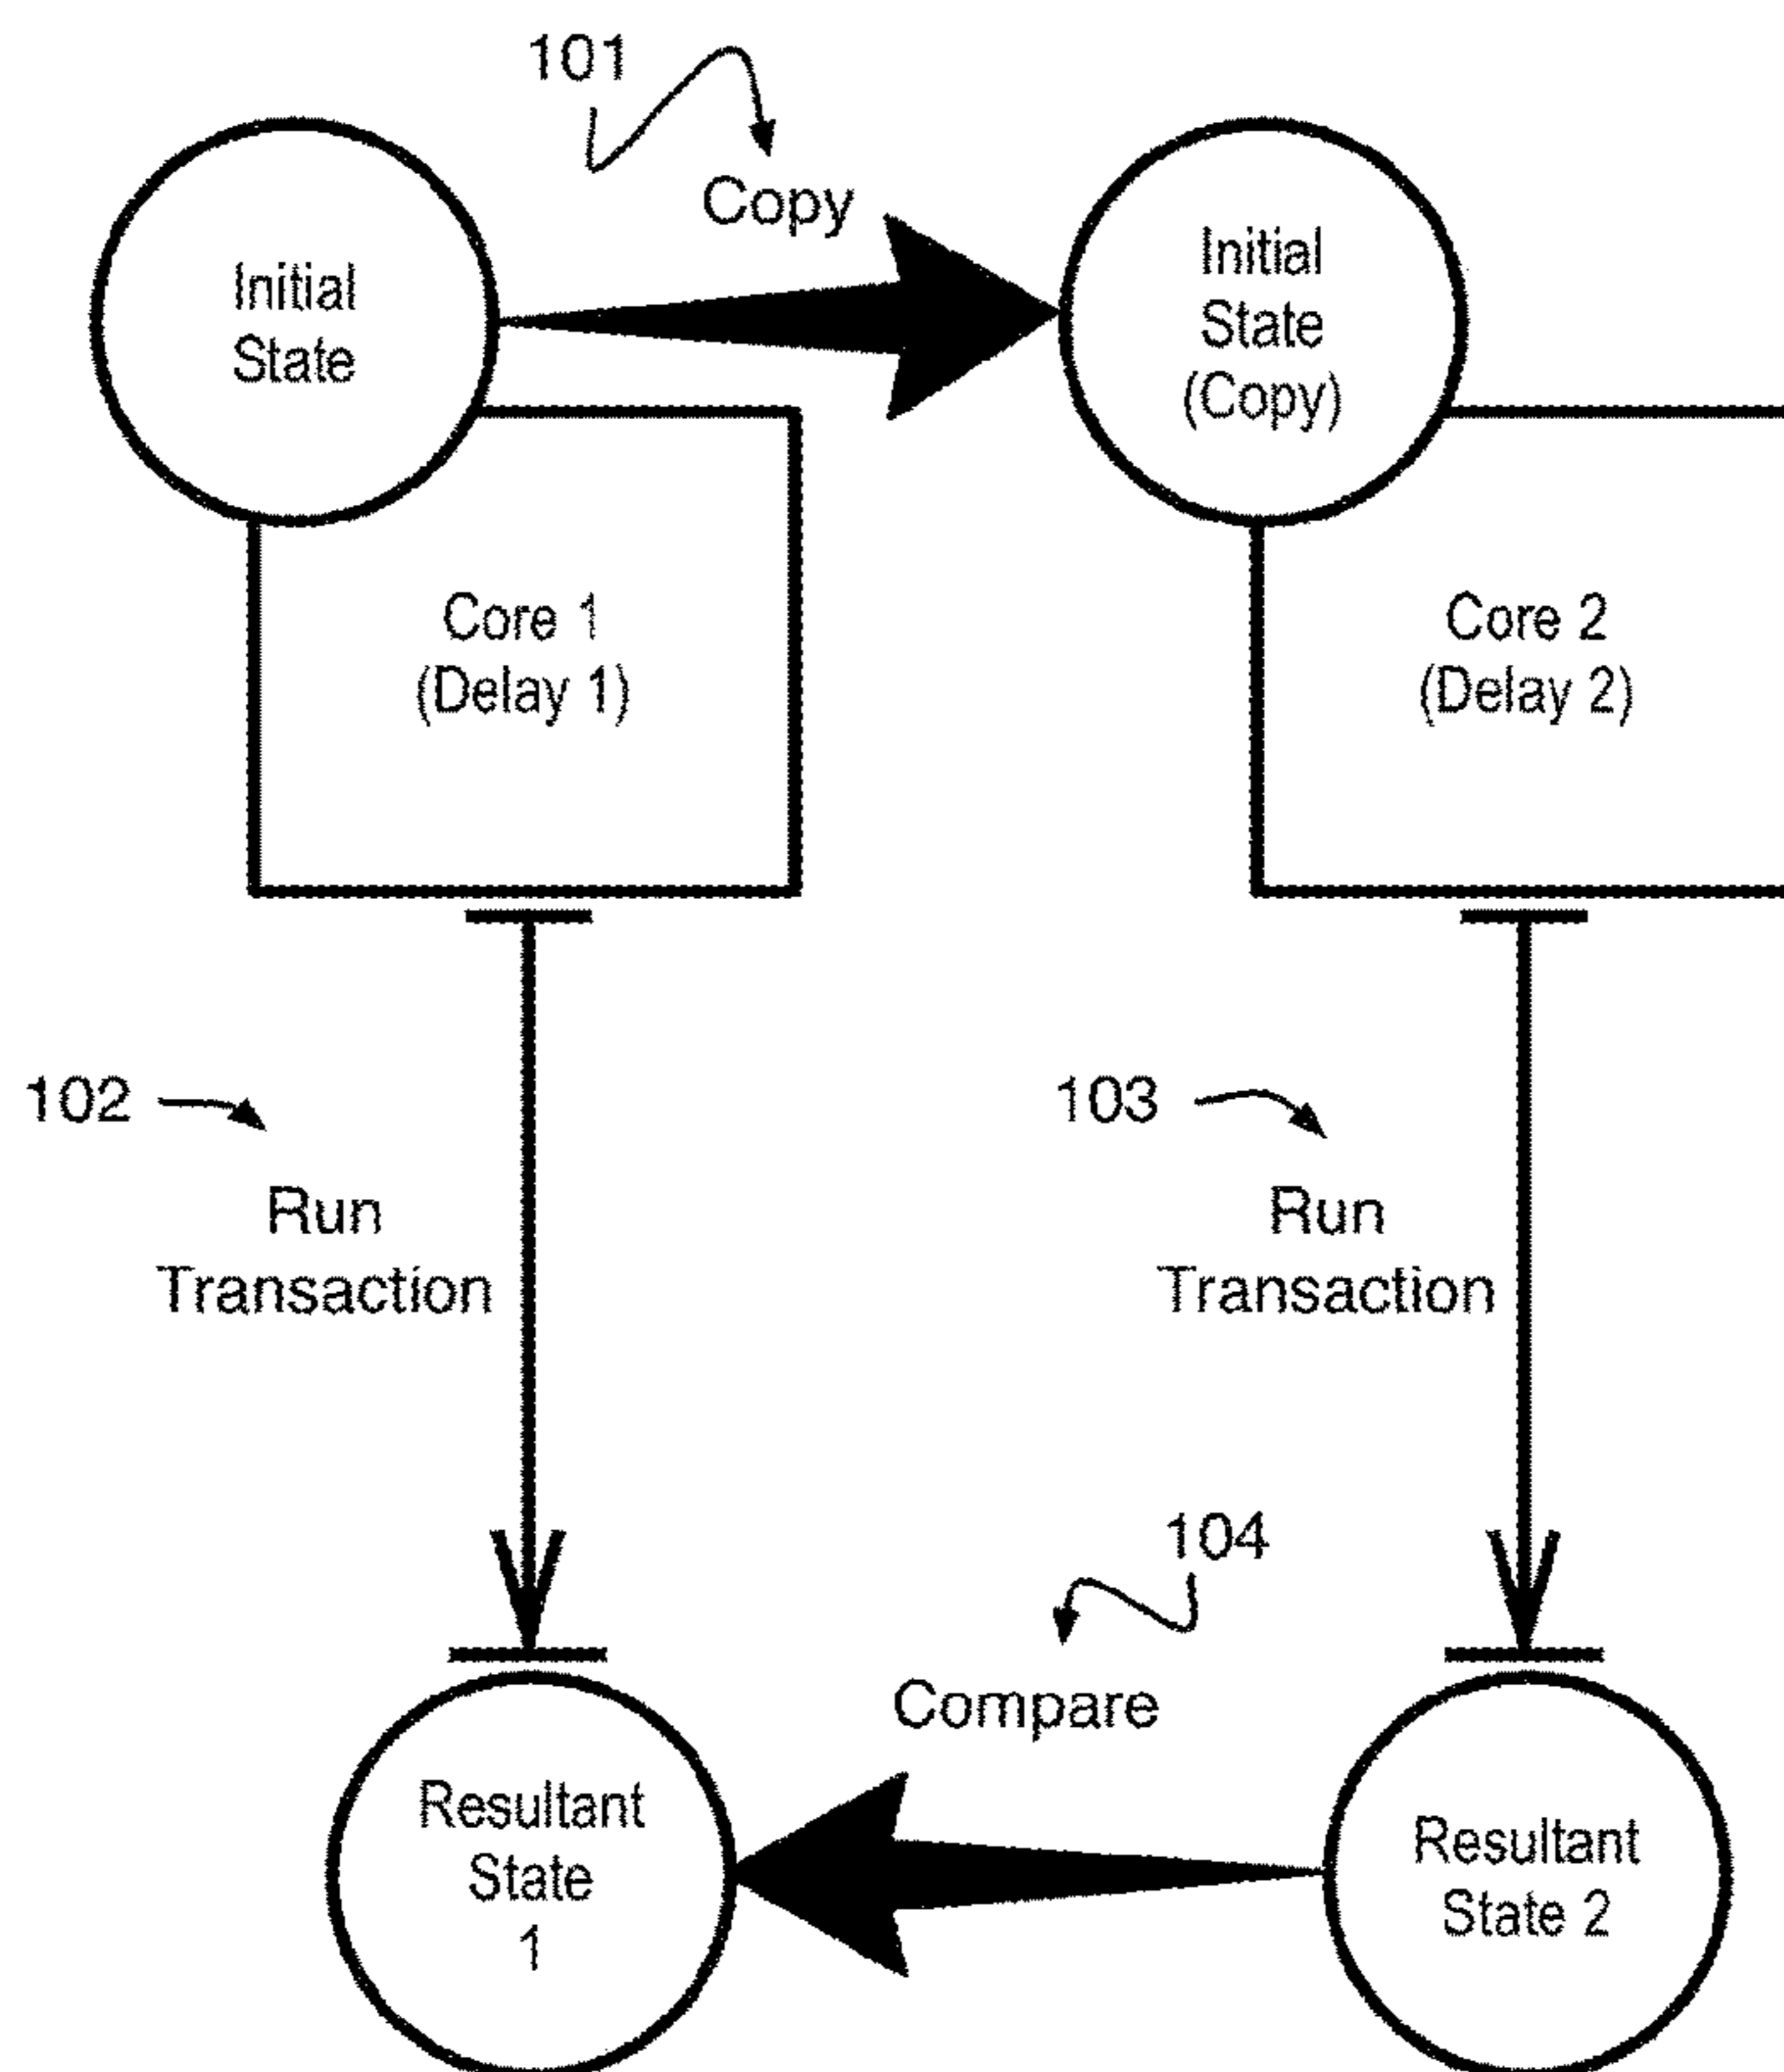 101
Copy
Initial
State
Initial
State
(Copy)
Core 1
(Delay 1)
Core 2
(Delay 2)
102
Run
Transaction
103
Run
Transaction
104
Compare
Resultant
State
1
Resultant
State 2